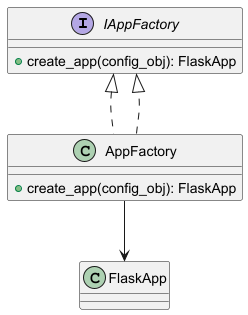 I IAppFactory
create_app(config_obj): FlaskApp
C AppFactory
create_app(config_obj): FlaskApp
C FlaskApp